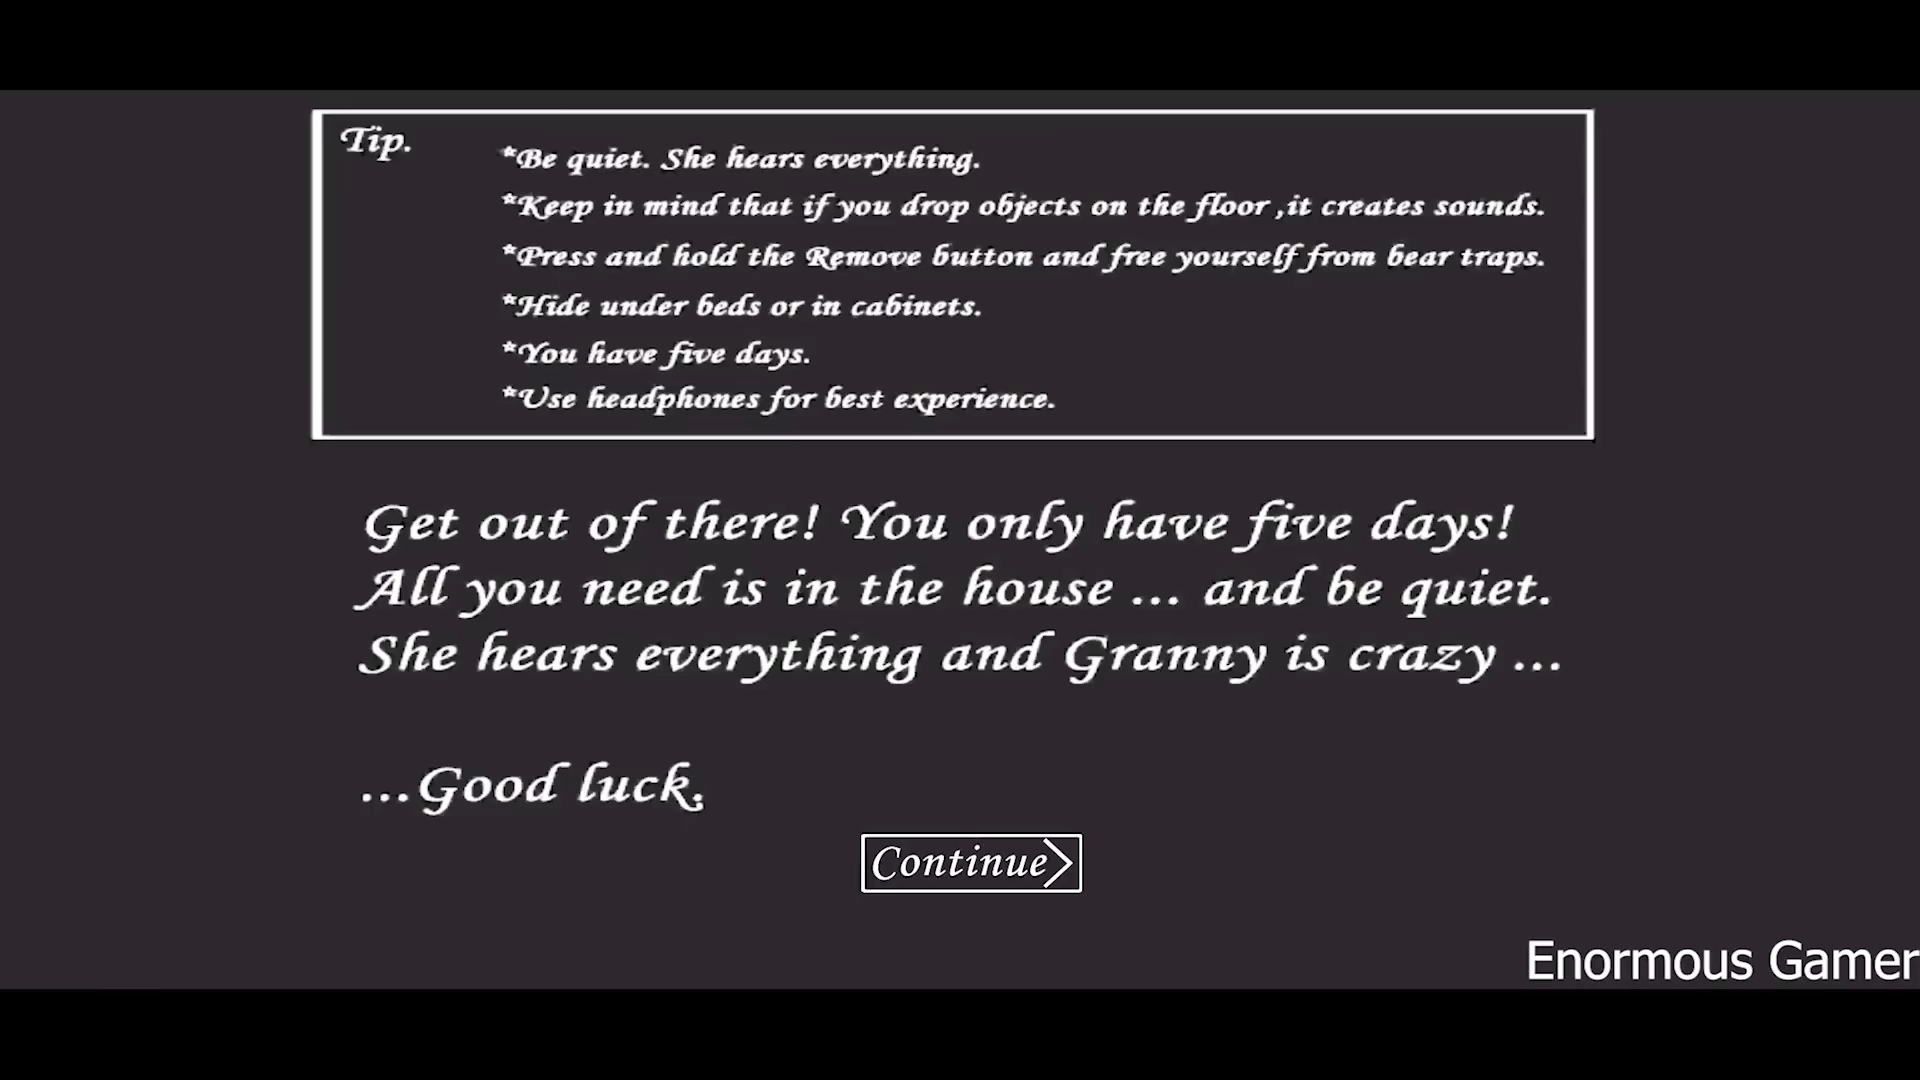 Tip.
*Be quiet. She hears everything.
*Keep in mind that if you drop objects on the floor ,it creates sounds.
*Press and hold the Remove button and free yourself from bear traps.
*Hide under beds or in cabinets.
*You have five days.
*Use headphones for best experience.
Get out of there! You only have five days!
All you need is in the house ... and be quiet.
She hears everything and Granny is crazy ...
...Good luck.
Continue
Enormous Gamer